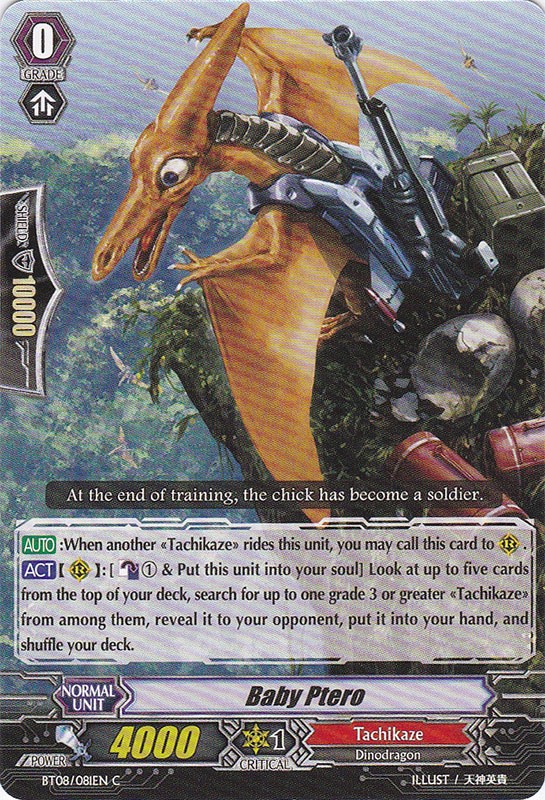 0
GRADE
SHIELD
10000
At the end of training, the chick has become a soldier.
AUTO :When another «Tachikaze» rides this unit, you may call this card to R .
ACT 【 R 】:[ ① & Put this unit into your soul] Look at up to five cards
from the top of your deck, search for up to one grade 3 or greater «Tachikaze»
from among them, reveal it to your opponent, put it into your hand, and
shuffle your deck.
NORMAL
UNIT
Baby Ptero
POWER
4000
1
CRITICAL
Tachikaze
Dinodragon
BT08/081EN C
ILLUST / 天神英貴